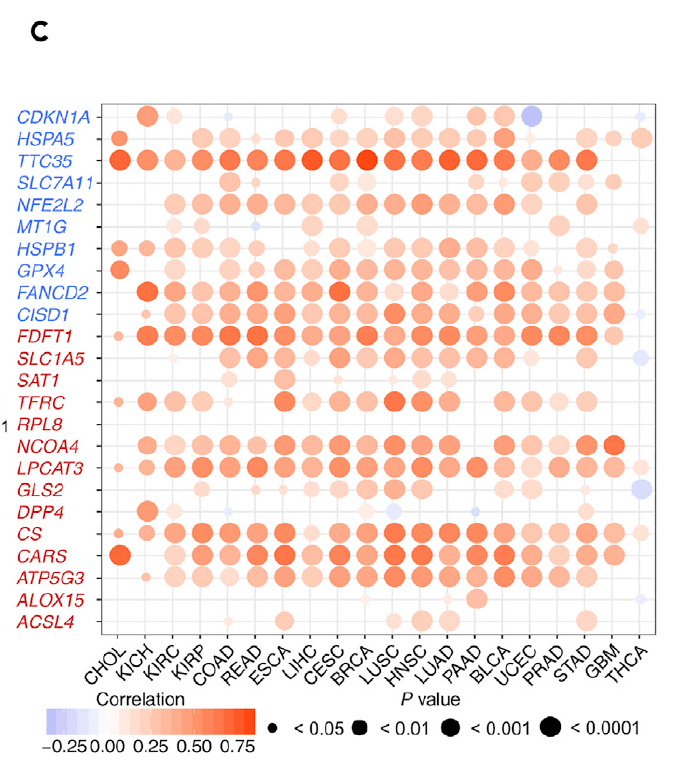 C
CDKN1A
HSPA5
TTC35
SLC7A11
NFE2L2
MT1G
HSPB1
GPX4
FANCD2
CISD1
FDFT1
SLC1A5
SAT1
TFRC
1
RPL8
NCOA4
LPCAT3
GLS2
DPP4
CS
CARS
ATP5G3
ALOX15
ACSL4
CHOL KICH KIRC KIRP COAD READ ESCA LIHC CESC BRCA LUSC HNSC LUAD PAAD BLCA UCEC PRAD STAD GBM THCA
Correlation P value
−0.25 0.00 0.25 0.50 0.75 < 0.05 < 0.01 < 0.001 < 0.0001